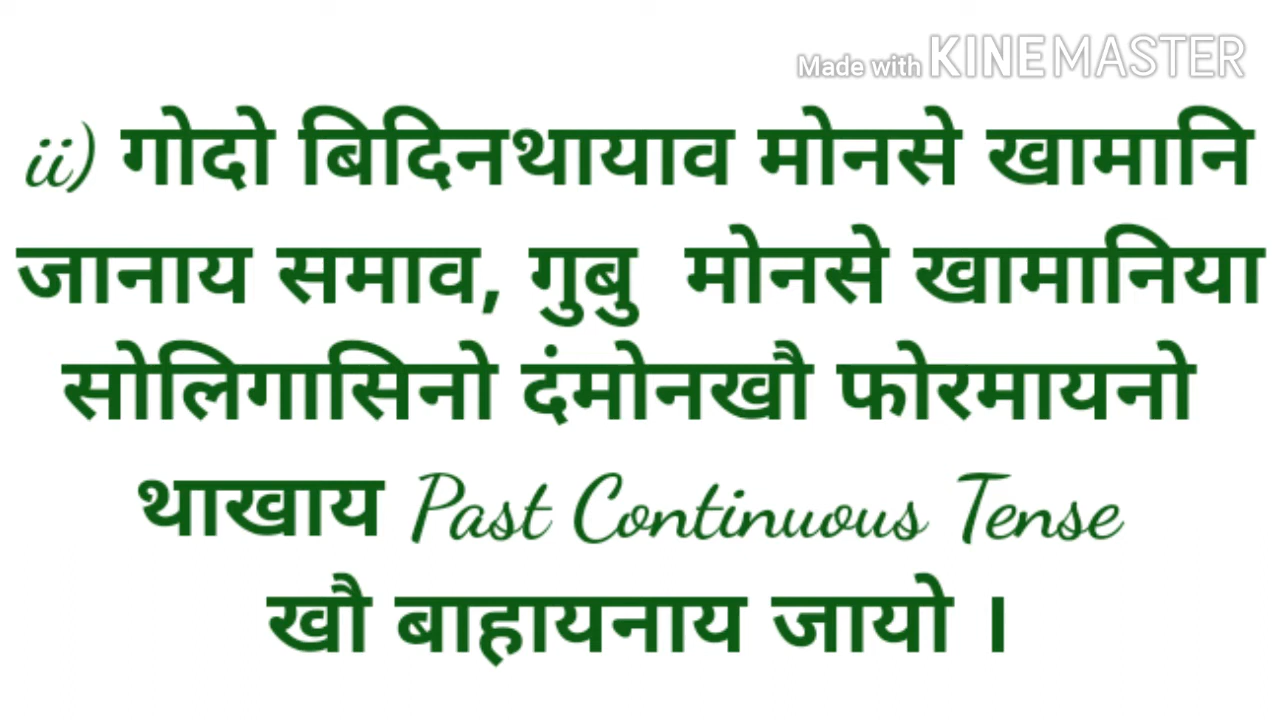 Made with KINEMASTER
ii) गोदो बिदिनथायाव मोनसे खामानि
जानाय समाव, गुबु मोनसे खामानिया
सोलिगासिनो दंमोनखौ फोरमायनो
थाखाय Past Continuous Tense
खौ बाहायनाय जायो ।